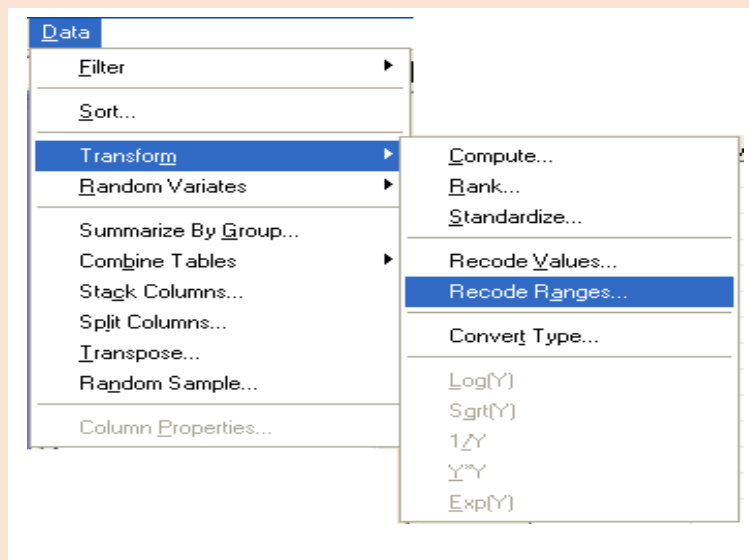 Data
Filter
Sort...
Transform
Random Variates
Summarize By Group...
Combine Tables
Stack Columns...
Split Columns...
Transpose...
Random Sample...
Column Properties...
Compute...
Rank...
Standardize...
Recode Values...
Recode Ranges...
Convert Type...
Log(Y)
Sqrt(Y)
1/Y
Y*Y
Exp(Y)